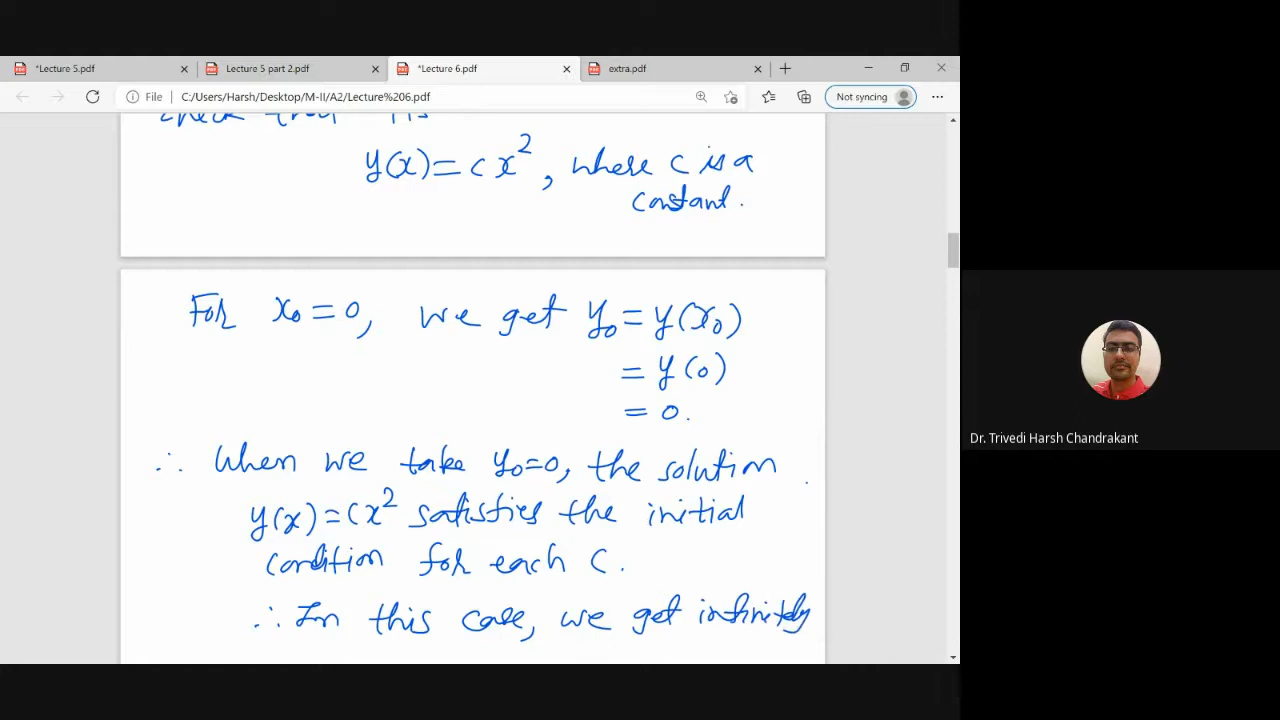 *Lecture 5.pdf
Lecture 5 part 2.pdf
*Lecture 6.pdf
extra.pdf
File
C:/Users/Harsh/Desktop/M-II/A2/Lecture%206.pdf
Not syncing
check that
y(x) = cx², where c is a
constant.
For x₀ = 0, we get y₀ = y(x₀)
= y(0)
= 0.
∴ When we take y₀=0, the solution
y(x) = cx² satisfies the initial
condition for each c.
∴ In this case, we get infinitely
Dr. Trivedi Harsh Chandrakant